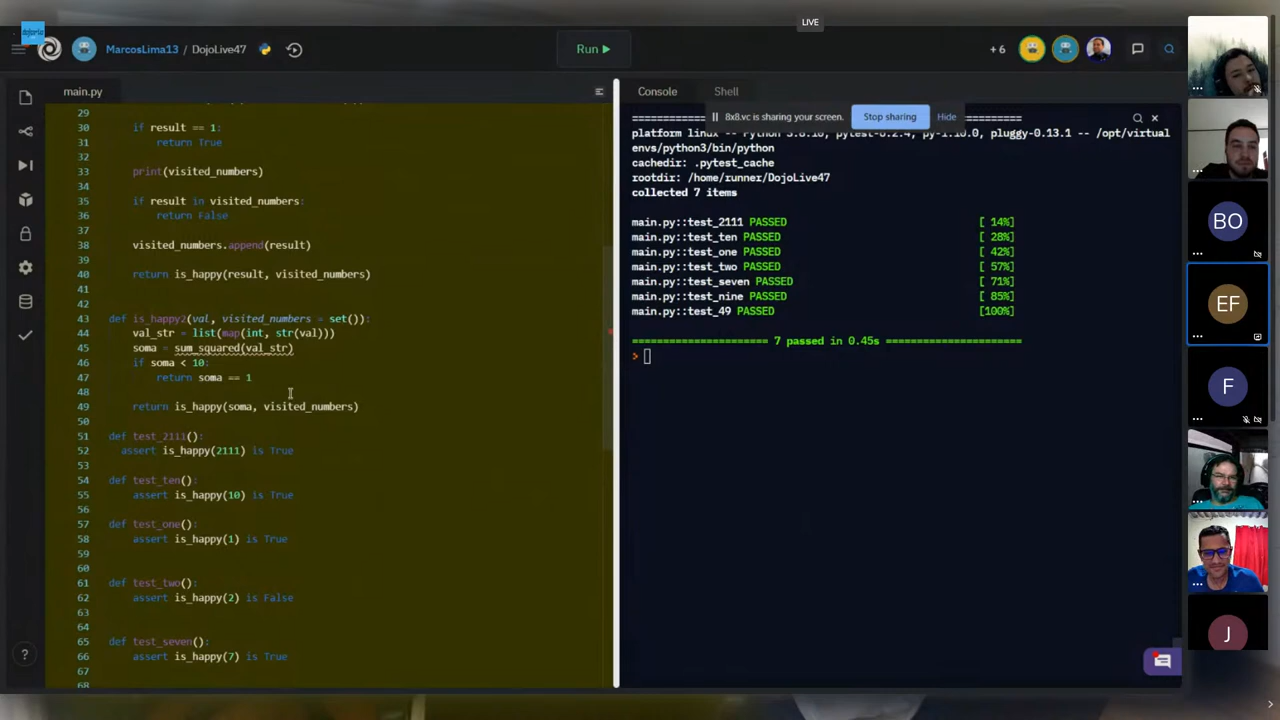 LIVE
dojorio
MarcosLima13 / DojoLive47
Run
+ 6
main.py
29
30 if result == 1:
31 return True
32
33 print(visited_numbers)
34
35 if result in visited_numbers:
36 return False
37
38 visited_numbers.append(result)
39
40 return is_happy(result, visited_numbers)
41
42
43 def is_happy2(val, visited_numbers = set()):
44 val_str = list(map(int, str(val)))
45 soma = sum_squared(val_str)
46 if soma < 10:
47 return soma == 1
48
49 return is_happy(soma, visited_numbers)
50
51 def test_2111():
52 assert is_happy(2111) is True
53
54 def test_ten():
55 assert is_happy(10) is True
56
57 def test_one():
58 assert is_happy(1) is True
59
60
61 def test_two():
62 assert is_happy(2) is False
63
64
65 def test_seven():
66 assert is_happy(7) is True
67
68
?
Console Shell
8x8.vc is sharing your screen. Stop sharing Hide
platform linux -- Python 3.8.10, pytest-6.2.4, py-1.10.0, pluggy-0.13.1 -- /opt/virtual
envs/python3/bin/python
cachedir: .pytest_cache
rootdir: /home/runner/DojoLive47
collected 7 items
main.py::test_2111 PASSED [ 14%]
main.py::test_ten PASSED [ 28%]
main.py::test_one PASSED [ 42%]
main.py::test_two PASSED [ 57%]
main.py::test_seven PASSED [ 71%]
main.py::test_nine PASSED [ 85%]
main.py::test_49 PASSED [100%]
======================= 7 passed in 0.45s =======================
>
BO
EF
F
J